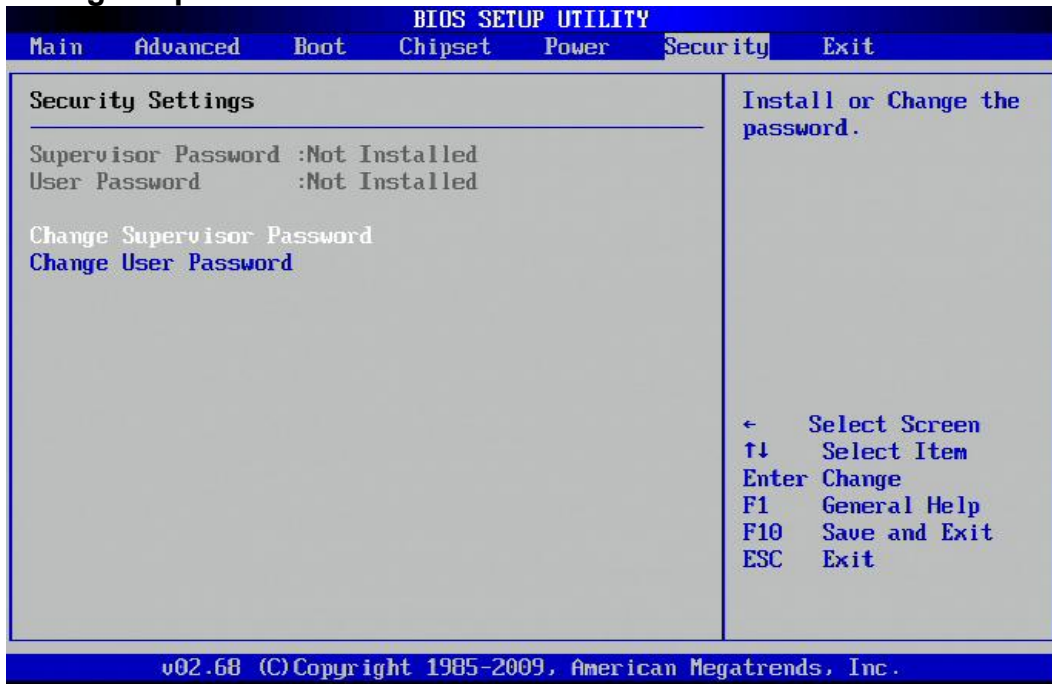 BIOS SETUP UTILITY
Main Advanced Boot Chipset Power Security Exit
Security Settings
Supervisor Password :Not Installed
User Password :Not Installed
Change Supervisor Password
Change User Password
Install or Change the
password.
← Select Screen
↑↓ Select Item
Enter Change
F1 General Help
F10 Save and Exit
ESC Exit
v02.68 (C)Copyright 1985-2009, American Megatrends, Inc.